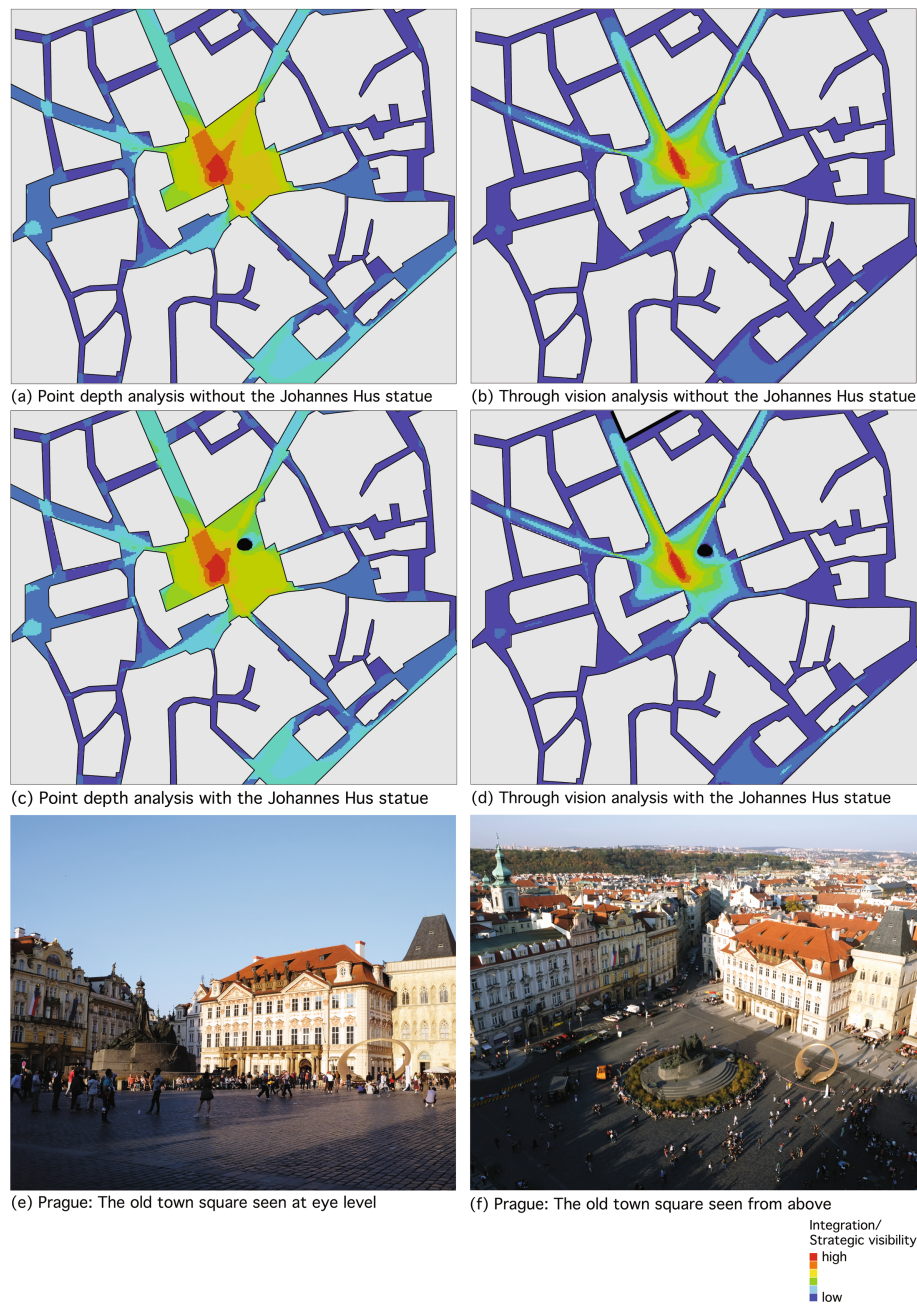 (a) Point depth analysis without the Johannes Hus statue
(b) Through vision analysis without the Johannes Hus statue
(c) Point depth analysis with the Johannes Hus statue
(d) Through vision analysis with the Johannes Hus statue
(e) Prague: The old town square seen at eye level
(f) Prague: The old town square seen from above
Integration/
Strategic visibility
high
low